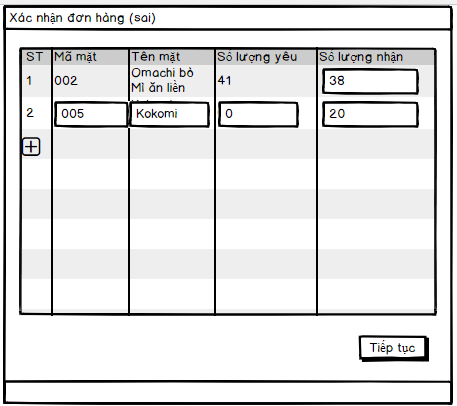 Xác nhận đơn hàng (sai)
ST Mã mặt Tên mặt Số lượng yêu Số lượng nhận
1 002 Omachi bò 41 38
Mì ăn liền
2 005 Kokomi 0 20
Tiếp tục